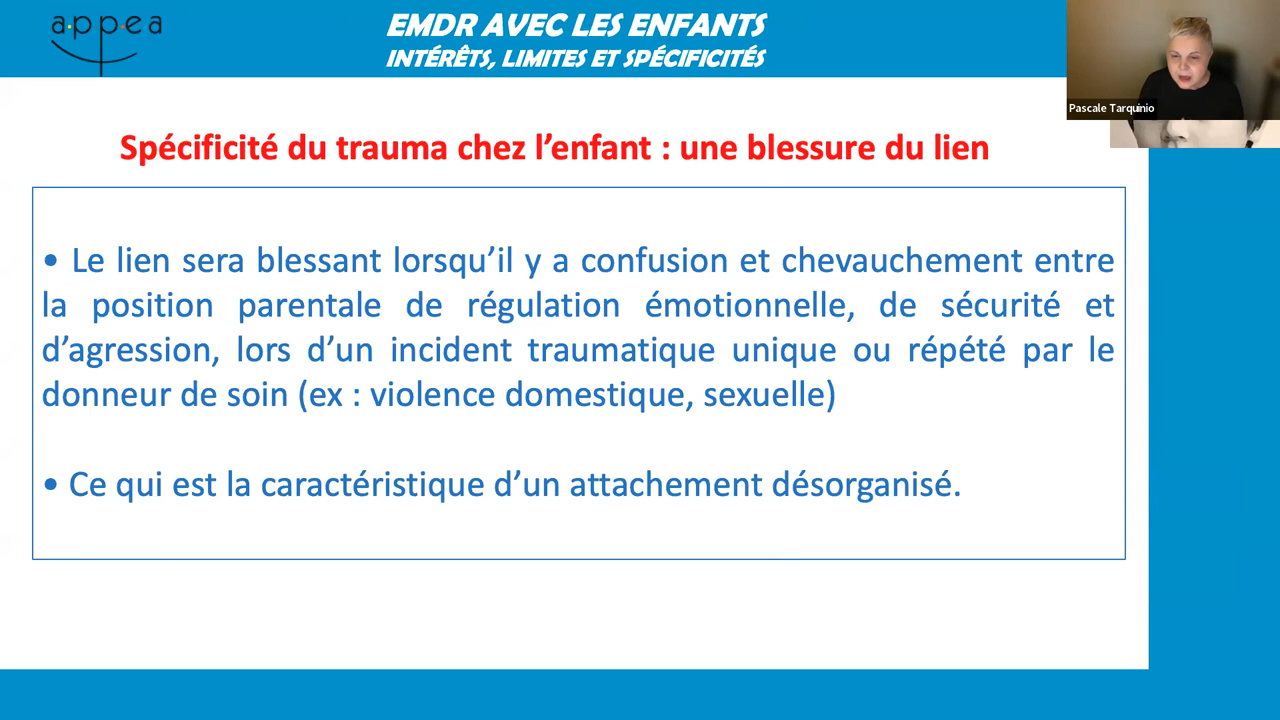 appea
EMDR AVEC LES ENFANTS
INTÉRÊTS, LIMITES ET SPÉCIFICITÉS
Pascale Tarquinio
Spécificité du trauma chez l’enfant : une blessure du lien
• Le lien sera blessant lorsqu’il y a confusion et chevauchement entre
la position parentale de régulation émotionnelle, de sécurité et
d’agression, lors d’un incident traumatique unique ou répété par le
donneur de soin (ex : violence domestique, sexuelle)
• Ce qui est la caractéristique d’un attachement désorganisé.